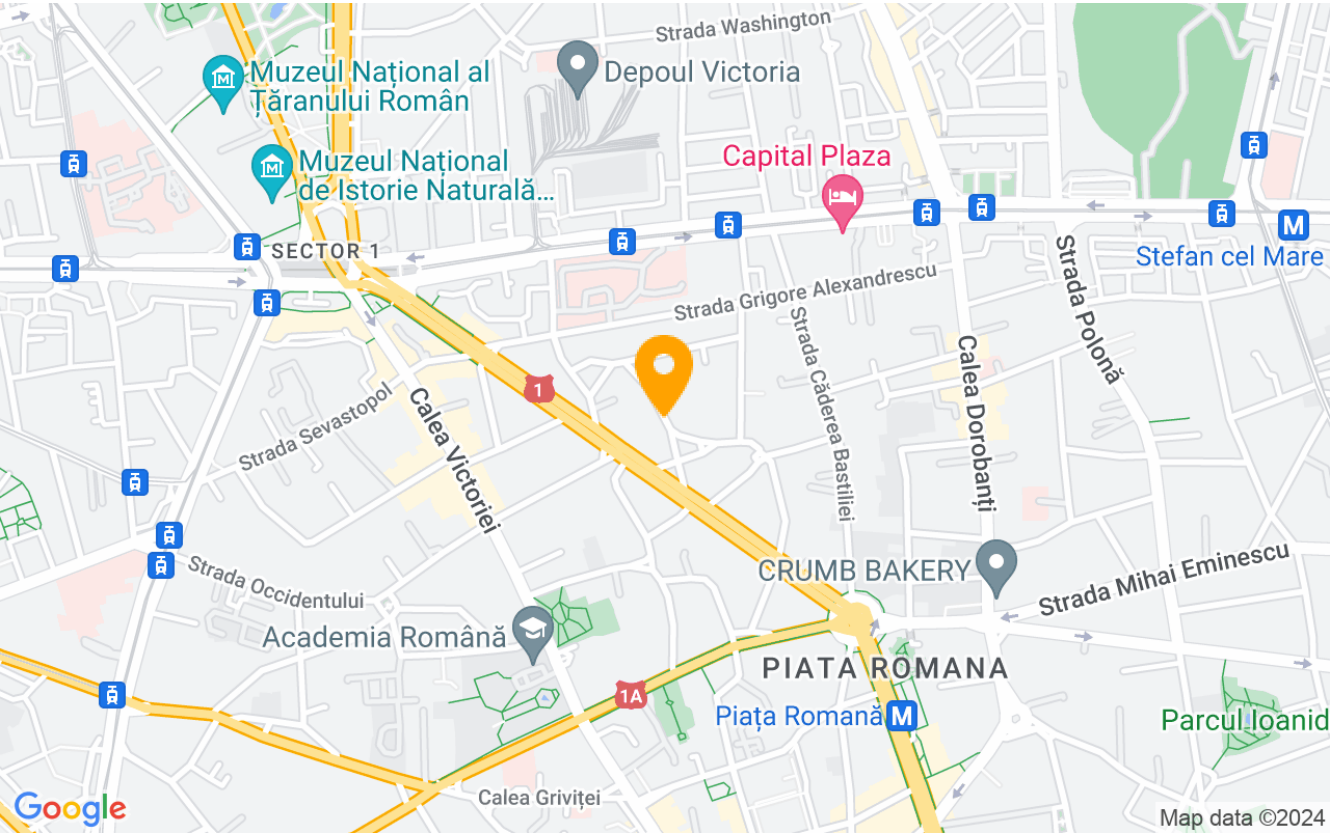 Strada Washington
Muzeul Național al
Țăranului Român
Depoul Victoria
Muzeul Național
de Istorie Naturală...
Capital Plaza
SECTOR 1
M
Stefan cel Mare
Strada Grigore Alexandrescu
Strada Polonă
Strada Căderea Bastiliei
Calea Dorobanți
1
Strada Sevastopol
Calea Victoriei
CRUMB BAKERY
Strada Mihai Eminescu
Strada Occidentului
Academia Română
PIATA ROMANA
1A
Piața Romană M
Parcul Ioanid
Calea Griviței
Google
Map data ©2024